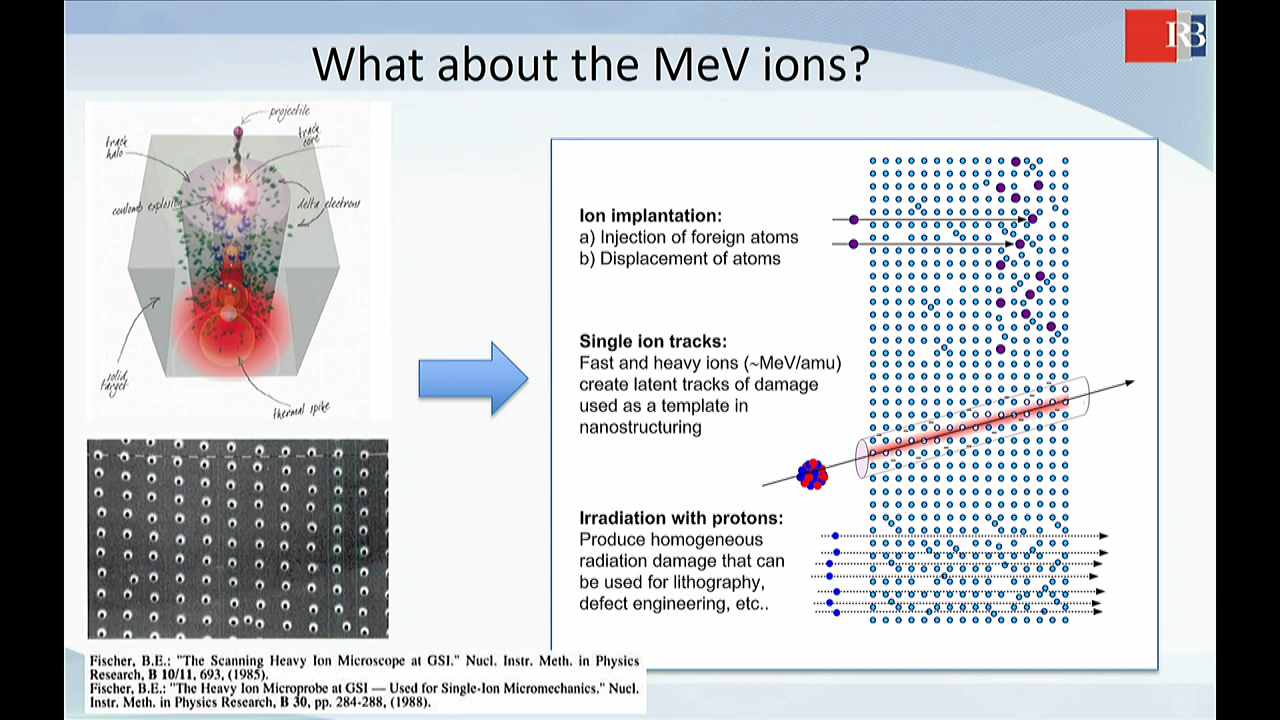 What about the MeV ions?
RB
projectile
track
core
track
halo
coulomb explosion
delta electrons
solid
target
thermal spike
Ion implantation:
a) Injection of foreign atoms
b) Displacement of atoms
Single ion tracks:
Fast and heavy ions (~MeV/amu)
create latent tracks of damage
used as a template in
nanostructuring
Irradiation with protons:
Produce homogeneous
radiation damage that can
be used for lithography,
defect engineering, etc..
Fischer, B.E.: "The Scanning Heavy Ion Microscope at GSI." Nucl. Instr. Meth. in Physics
Research, B 10/11, 693, (1985).
Fischer, B.E.: "The Heavy Ion Microprobe at GSI — Used for Single-Ion Micromechanics." Nucl.
Instr. Meth. in Physics Research, B 30, pp. 284-288, (1988).